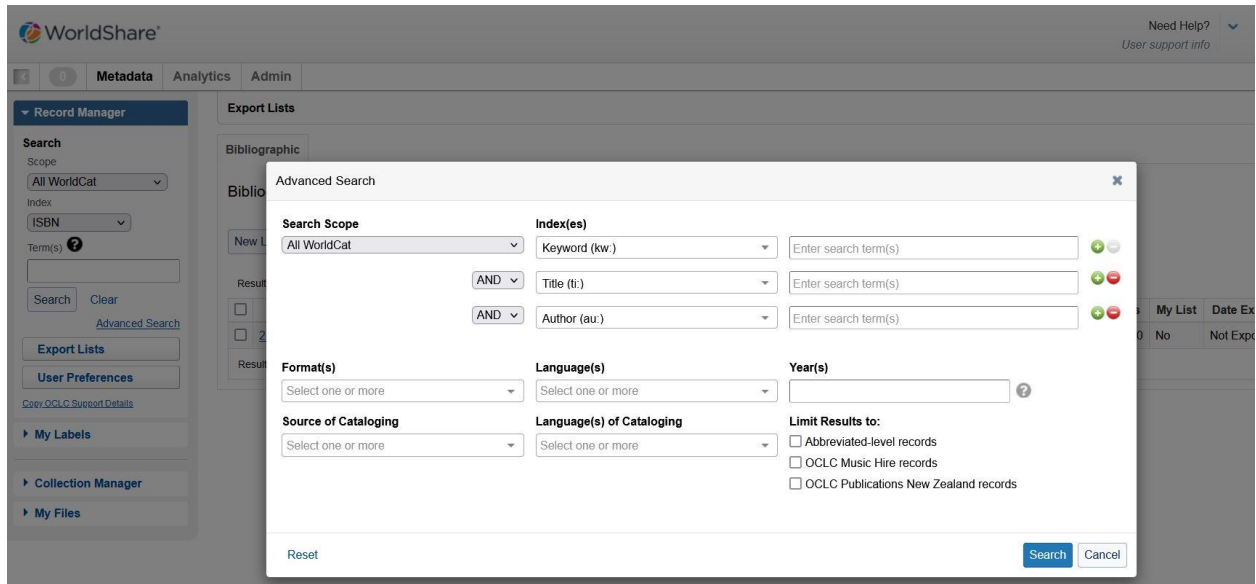 WorldShare®
Need Help?
User support info
0 Metadata Analytics Admin
Record Manager
Search
Scope
All WorldCat
Index
ISBN
Term(s) ?
Search Clear
Advanced Search
Export Lists
User Preferences
Copy OCLC Support Details
My Labels
Collection Manager
My Files
Export Lists
Bibliographic
Biblio
New L
Result
My List Date Ex
2 0 No Not Expo
Result
Advanced Search
Search Scope Index(es)
All WorldCat Keyword (kw:) Enter search term(s)
AND Title (ti:) Enter search term(s)
AND Author (au:) Enter search term(s)
Format(s) Language(s) Year(s)
Select one or more Select one or more ?
Source of Cataloging Language(s) of Cataloging Limit Results to:
Select one or more Select one or more Abbreviated-level records
OCLC Music Hire records
OCLC Publications New Zealand records
Reset Search Cancel